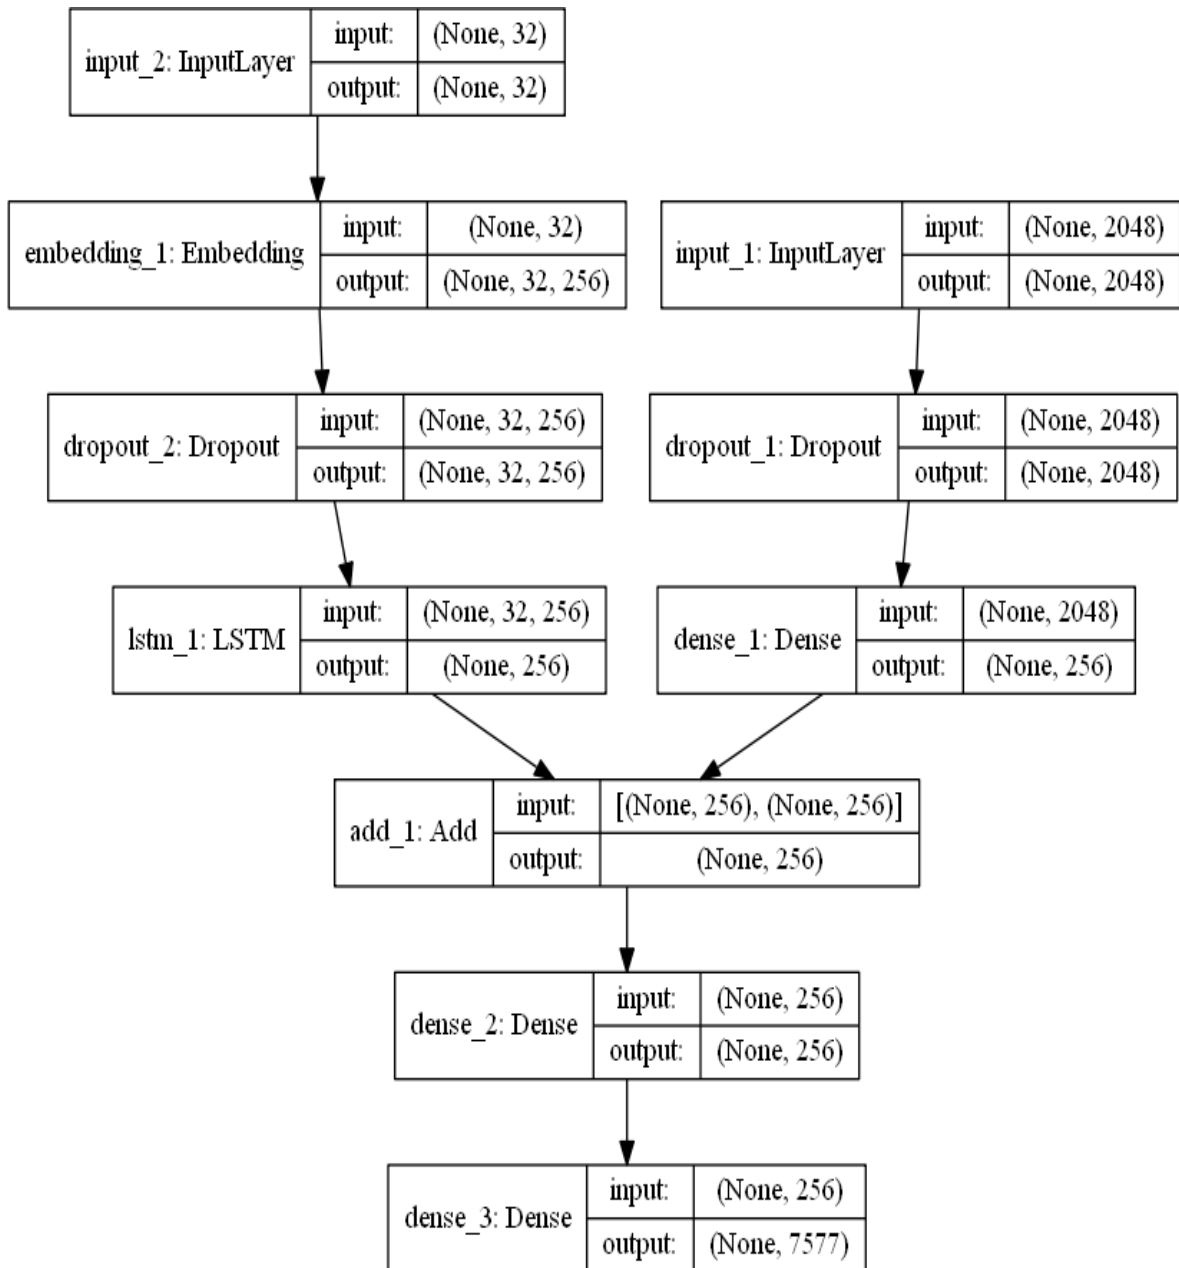 input_2: InputLayer
input: (None, 32)
output: (None, 32)
embedding_1: Embedding
input: (None, 32)
output: (None, 32, 256)
input_1: InputLayer
input: (None, 2048)
output: (None, 2048)
dropout_2: Dropout
input: (None, 32, 256)
output: (None, 32, 256)
dropout_1: Dropout
input: (None, 2048)
output: (None, 2048)
lstm_1: LSTM
input: (None, 32, 256)
output: (None, 256)
dense_1: Dense
input: (None, 2048)
output: (None, 256)
add_1: Add
input: [(None, 256), (None, 256)]
output: (None, 256)
dense_2: Dense
input: (None, 256)
output: (None, 256)
dense_3: Dense
input: (None, 256)
output: (None, 7577)